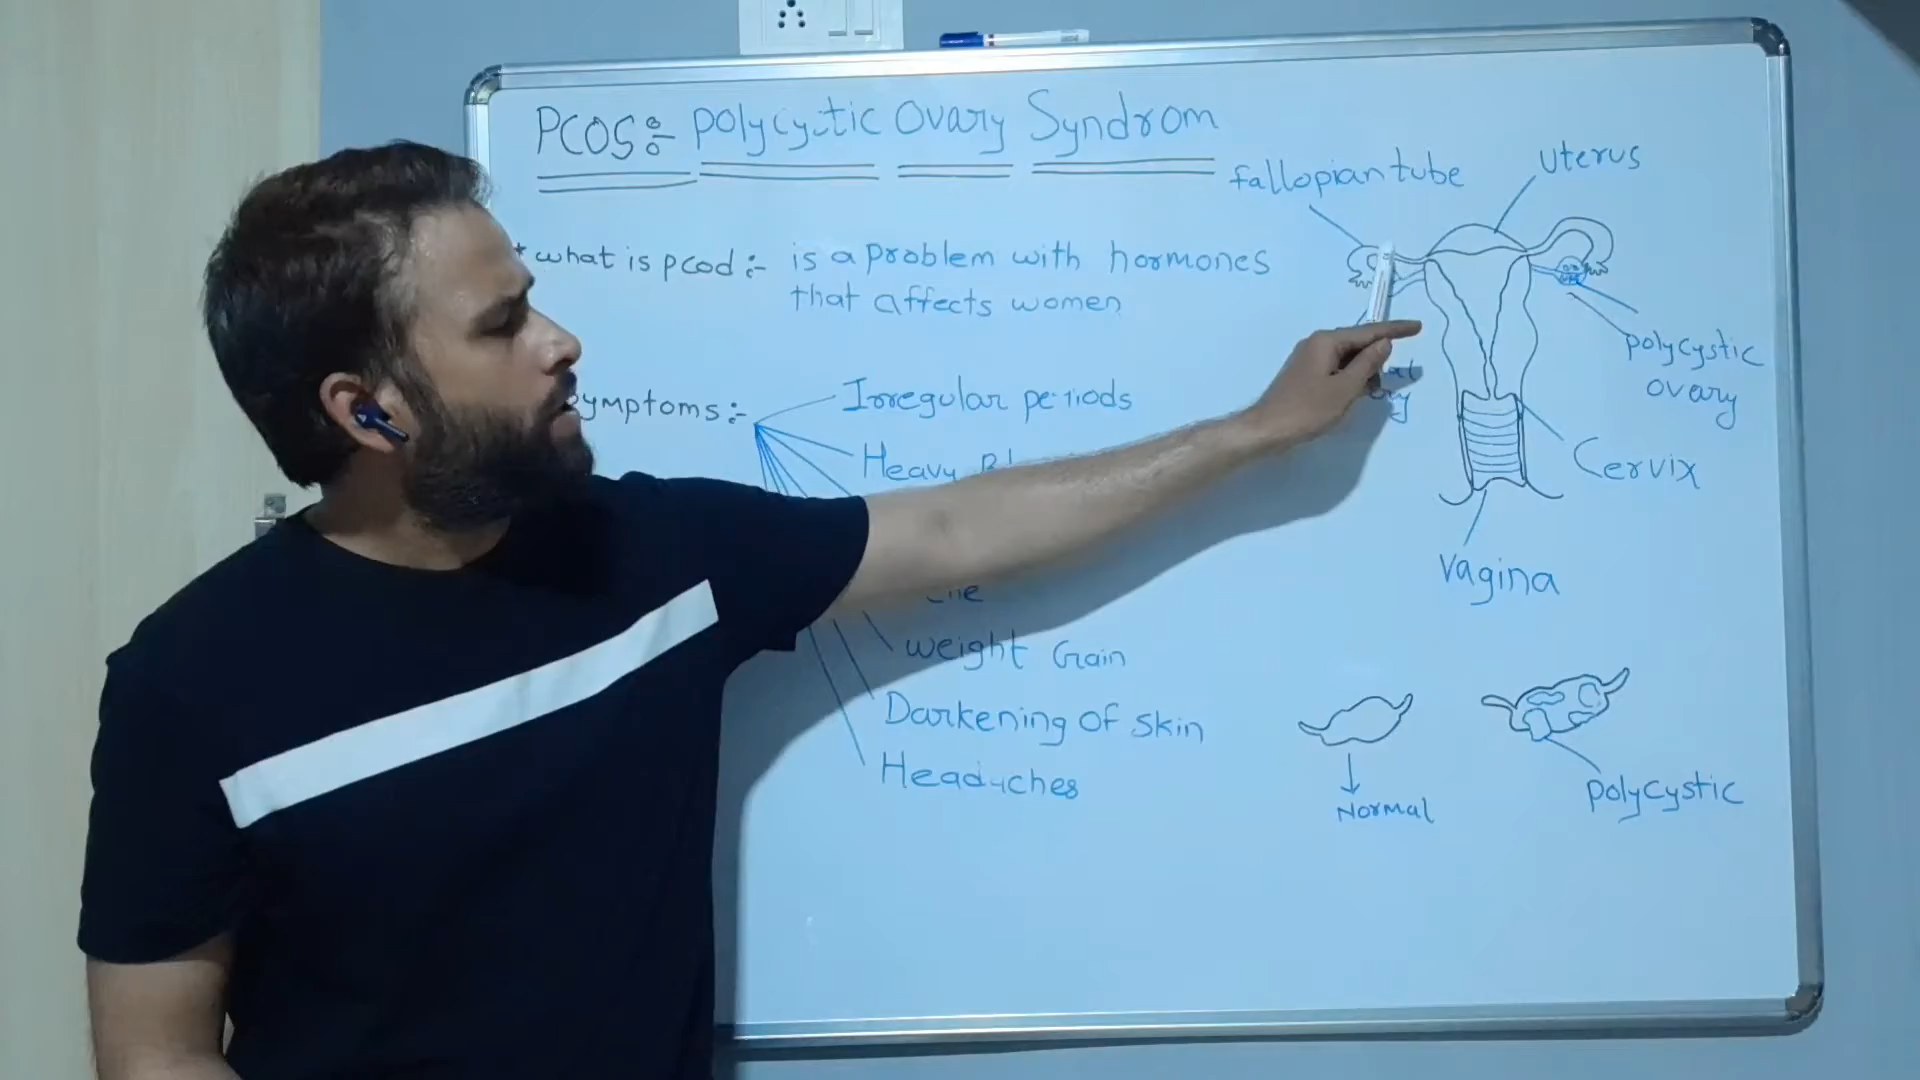 PCOS:- polycystic Ovary Syndrom
fallopian tube
uterus
* what is pcod :- is a problem with hormones
that affects women
polycystic
ovary
symptoms :- Irregular periods
Heavy
Cervix
vagina
weight Gain
Darkening of skin
Headaches
Normal
polycystic